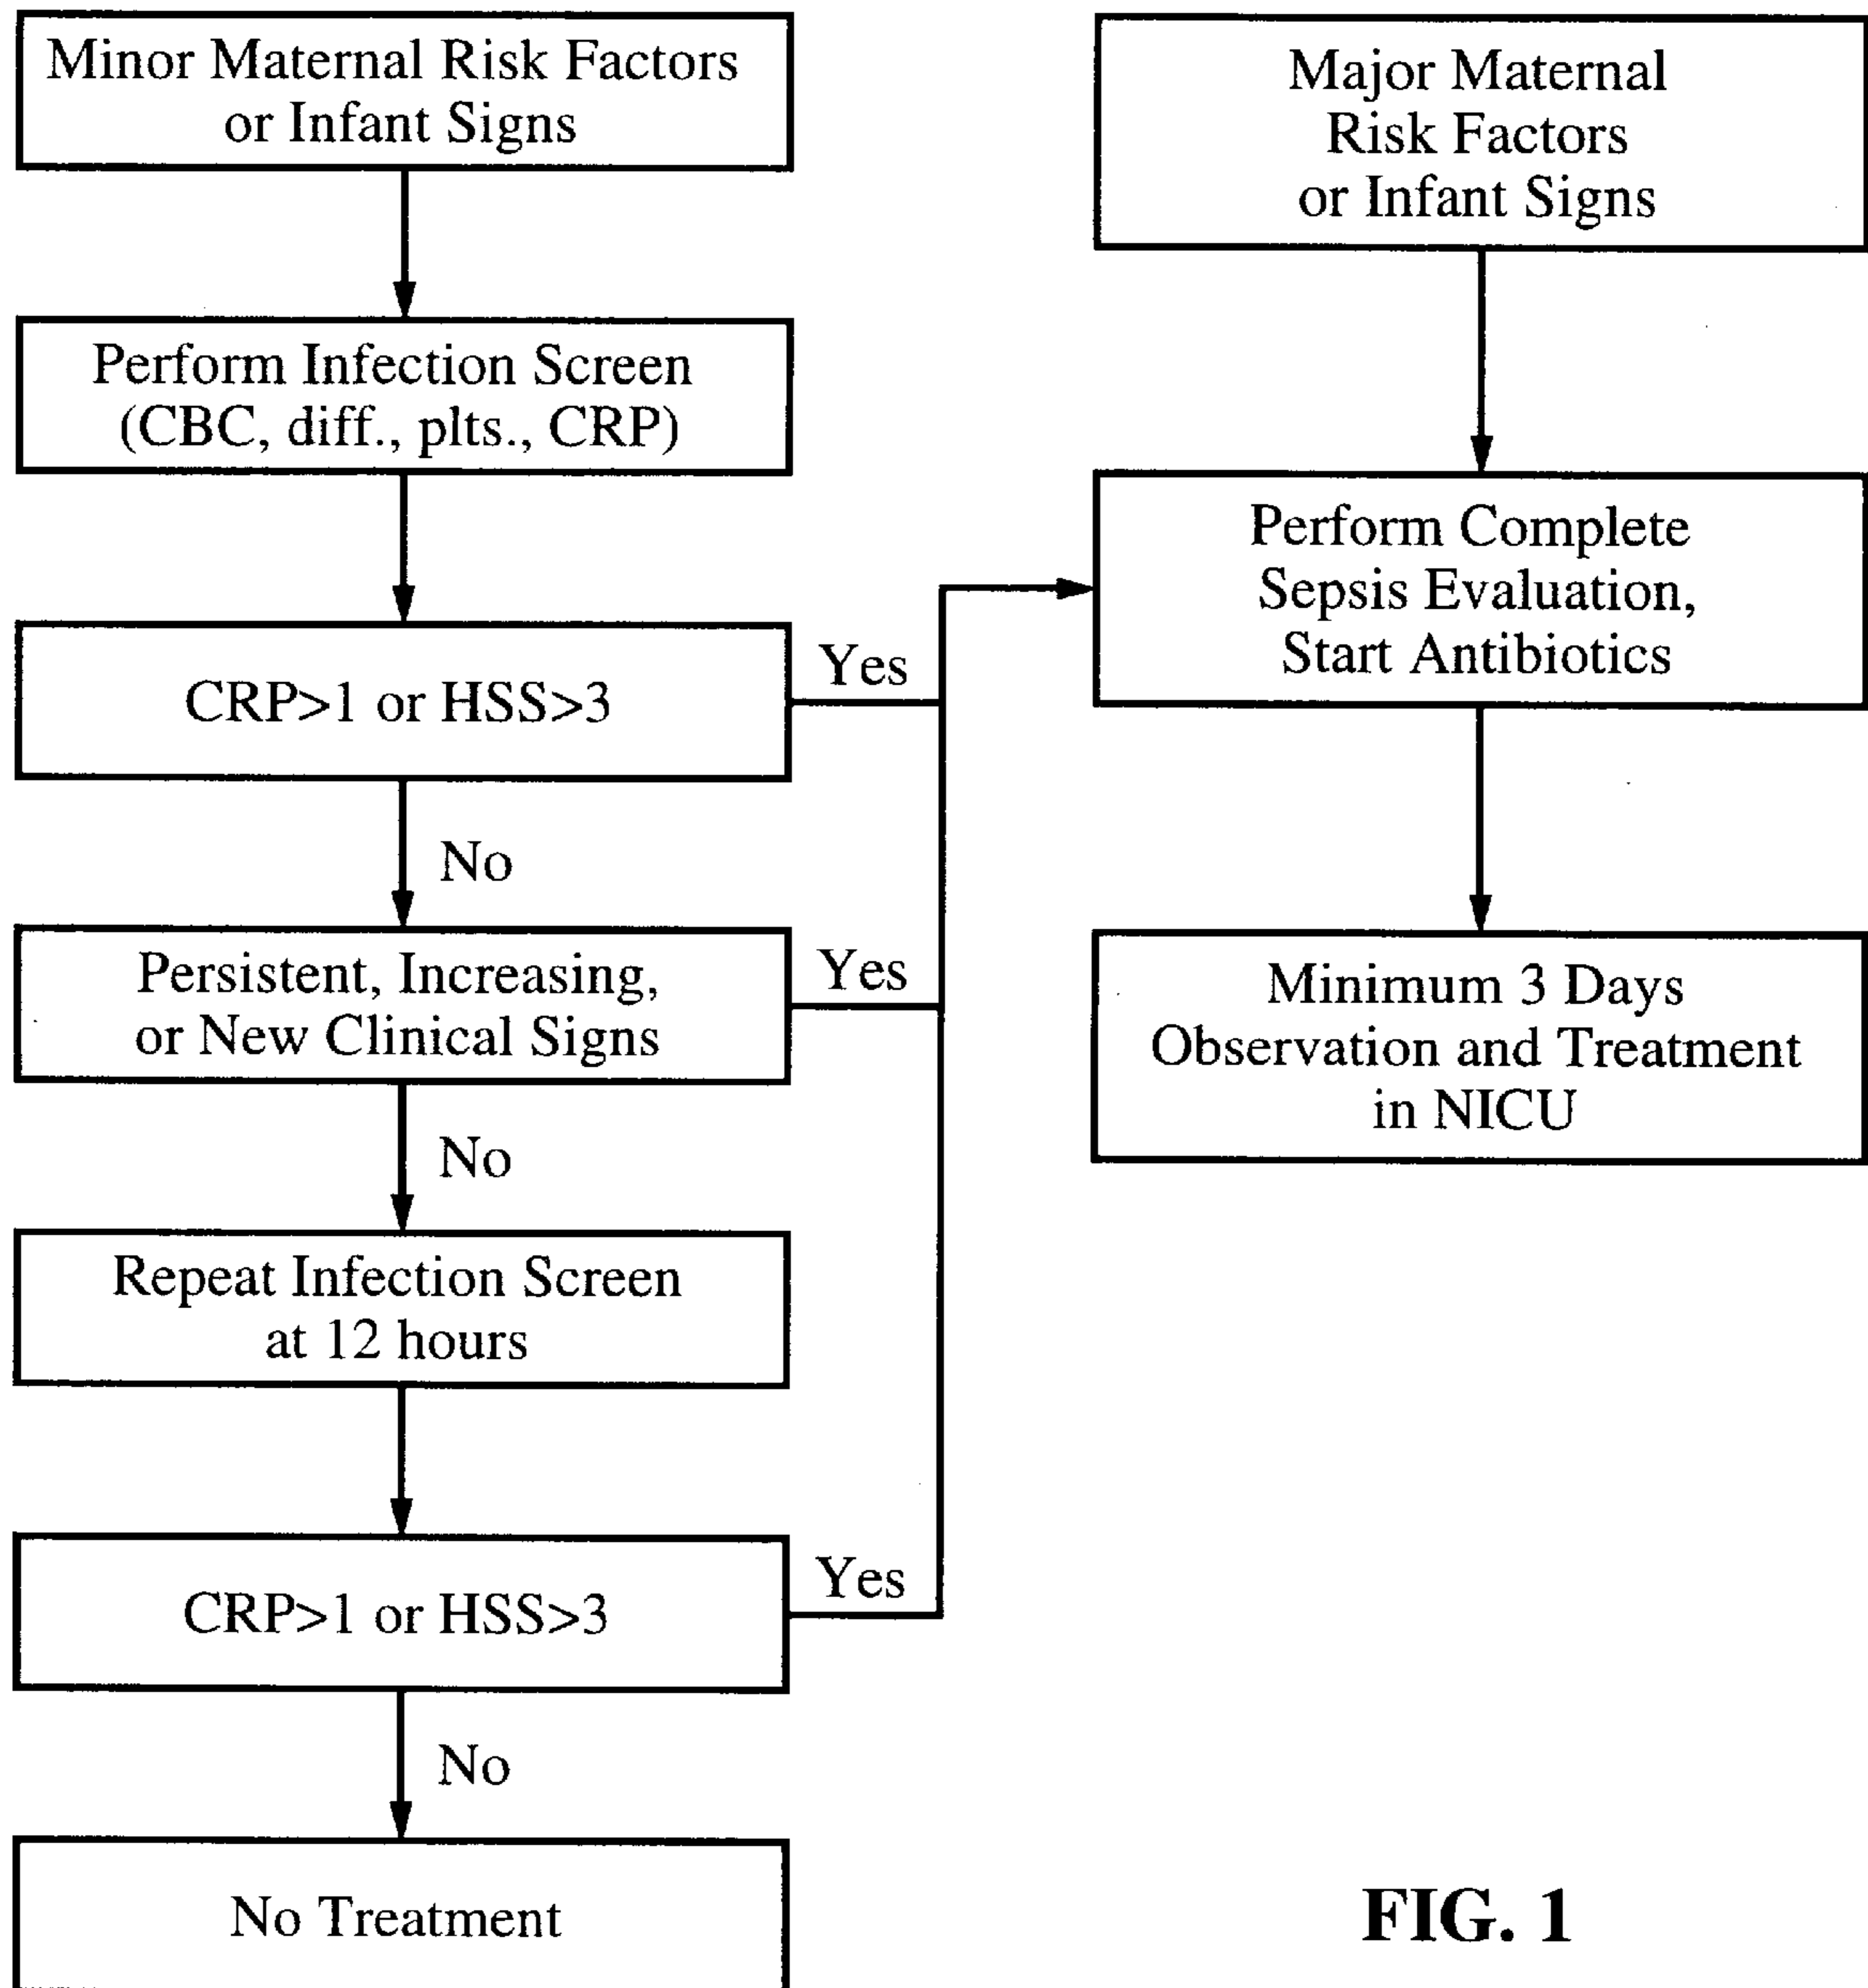 Minor Maternal Risk Factors
or Infant Signs
Perform Infection Screen
(CBC, diff., plts., CRP)
CRP>1 or HSS>3
Yes
No
Persistent, Increasing,
or New Clinical Signs
Yes
No
Repeat Infection Screen
at 12 hours
CRP>1 or HSS>3
Yes
No
No Treatment
Major Maternal
Risk Factors
or Infant Signs
Perform Complete
Sepsis Evaluation,
Start Antibiotics
Minimum 3 Days
Observation and Treatment
in NICU
FIG. 1